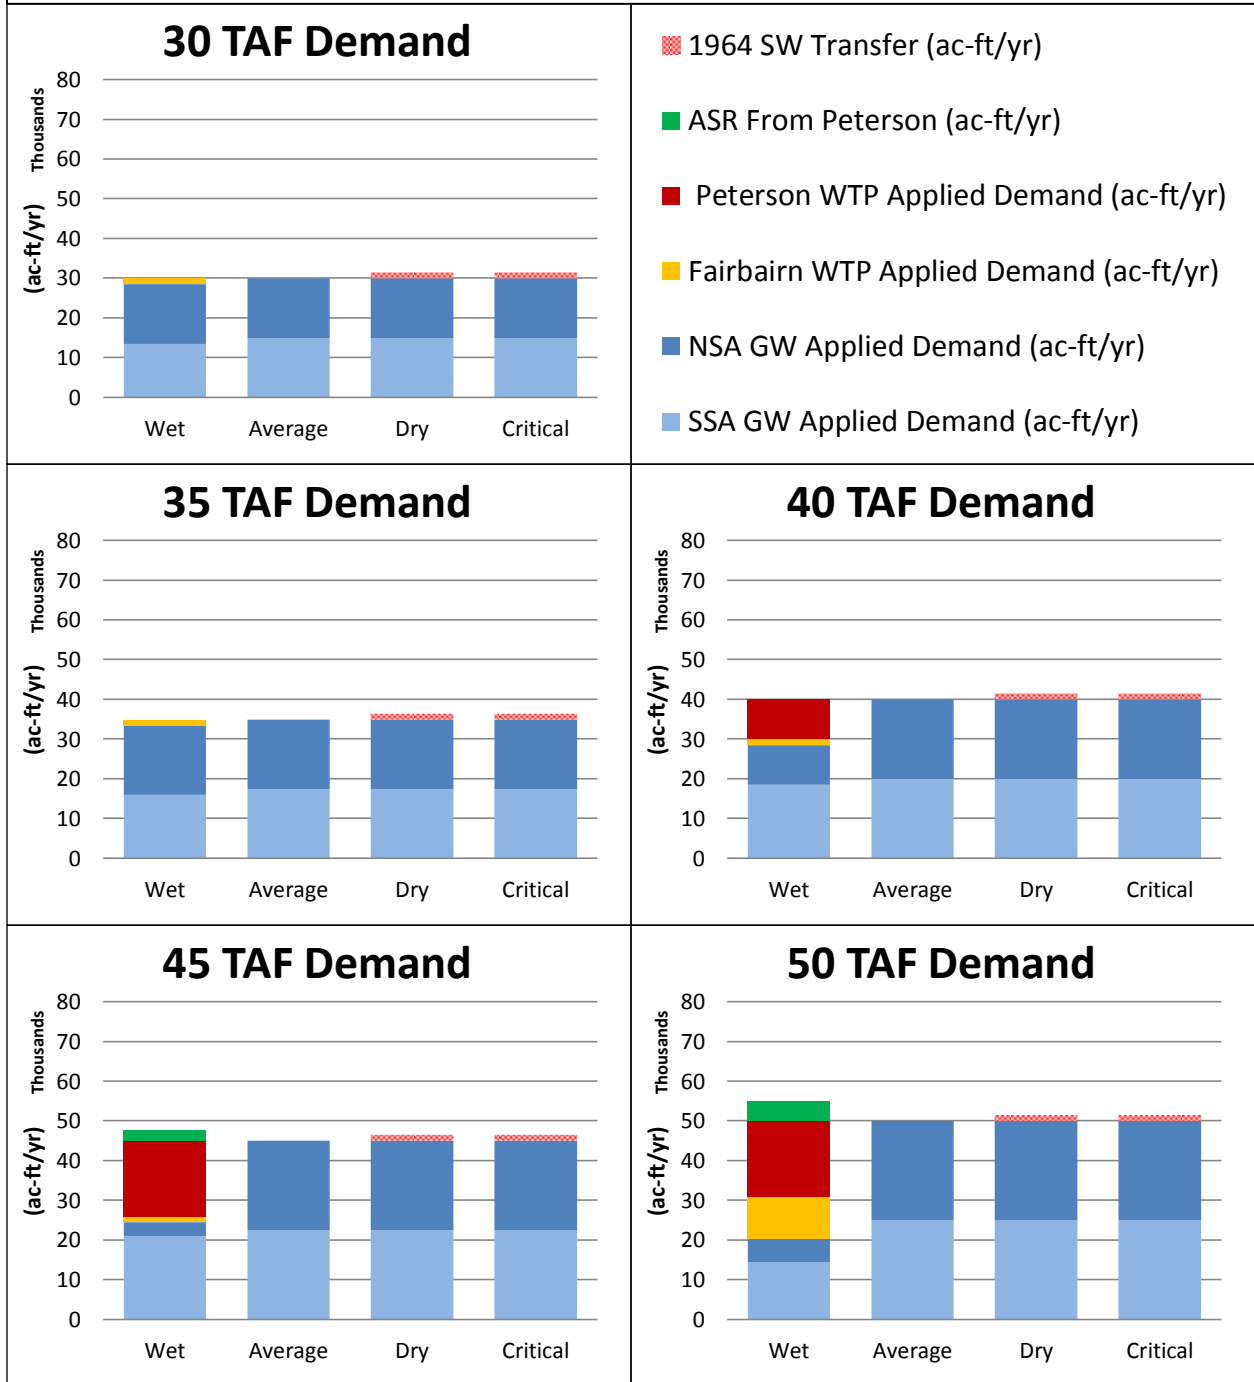 30 TAF Demand
80
70
60
50
40
30
20
10
0
Thousands
(ac-ft/yr)
Wet Average Dry Critical
1964 SW Transfer (ac-ft/yr)
ASR From Peterson (ac-ft/yr)
Peterson WTP Applied Demand (ac-ft/yr)
Fairbairn WTP Applied Demand (ac-ft/yr)
NSA GW Applied Demand (ac-ft/yr)
SSA GW Applied Demand (ac-ft/yr)
35 TAF Demand
80
70
60
50
40
30
20
10
0
Thousands
(ac-ft/yr)
Wet Average Dry Critical
40 TAF Demand
80
70
60
50
40
30
20
10
0
Thousands
(ac-ft/yr)
Wet Average Dry Critical
45 TAF Demand
80
70
60
50
40
30
20
10
0
Thousands
(ac-ft/yr)
Wet Average Dry Critical
50 TAF Demand
80
70
60
50
40
30
20
10
0
Thousands
(ac-ft/yr)
Wet Average Dry Critical